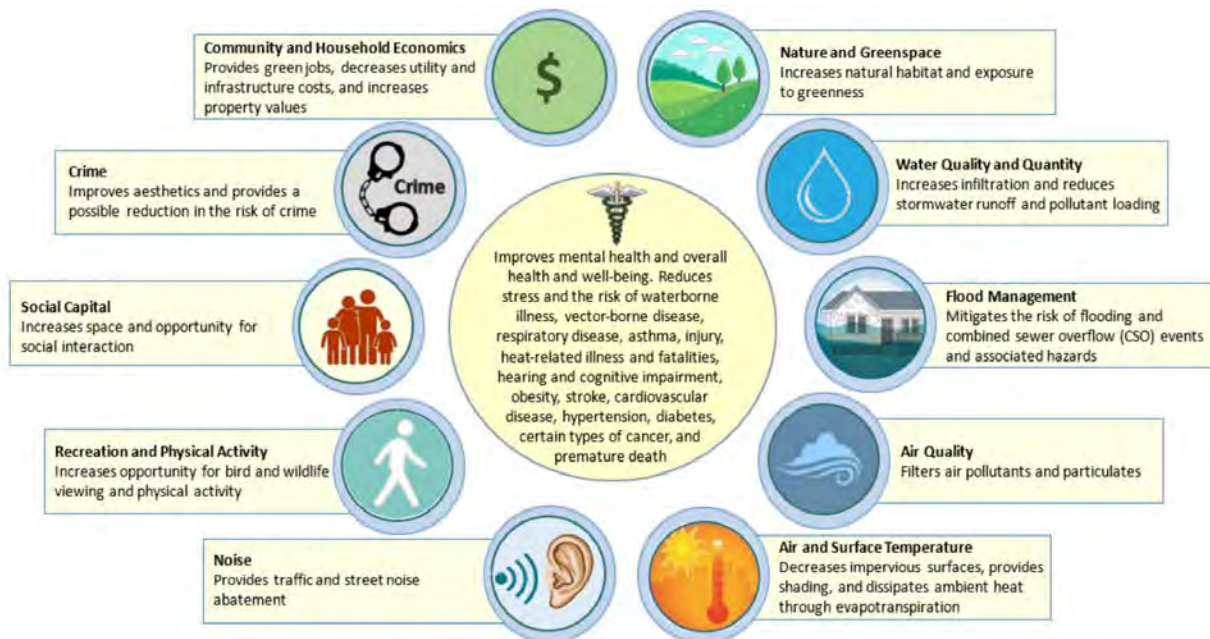 Community and Household Economics
Provides green jobs, decreases utility and
infrastructure costs, and increases
property values
Nature and Greenspace
Increases natural habitat and exposure
to greenness
Crime
Improves aesthetics and provides a
possible reduction in the risk of crime
Crime
Water Quality and Quantity
Increases infiltration and reduces
stormwater runoff and pollutant loading
Improves mental health and overall
health and well-being. Reduces
stress and the risk of waterborne
illness, vector-borne disease,
respiratory disease, asthma, injury,
heat-related illness and fatalities,
hearing and cognitive impairment,
obesity, stroke, cardiovascular
disease, hypertension, diabetes,
certain types of cancer, and
premature death
Social Capital
Increases space and opportunity for
social interaction
Flood Management
Mitigates the risk of flooding and
combined sewer overflow (CSO) events
and associated hazards
Recreation and Physical Activity
Increases opportunity for bird and wildlife
viewing and physical activity
Air Quality
Filters air pollutants and particulates
Noise
Provides traffic and street noise
abatement
Air and Surface Temperature
Decreases impervious surfaces, provides
shading, and dissipates ambient heat
through evapotranspiration
$